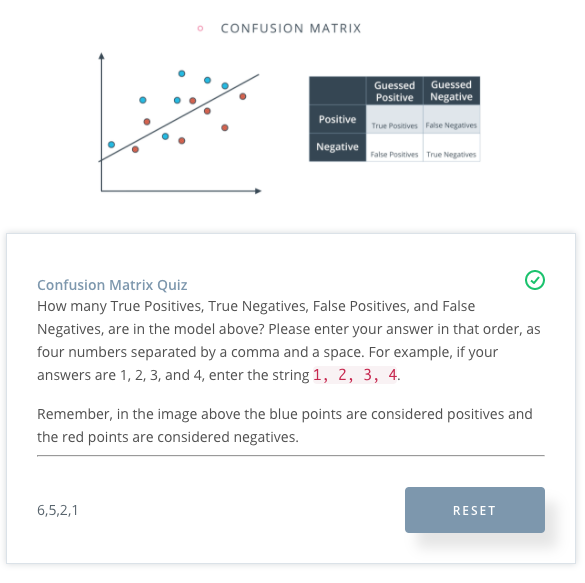 CONFUSION MATRIX
Guessed Positive
Guessed Negative
Positive
True Positives
False Negatives
Negative
False Positives
True Negatives
Confusion Matrix Quiz
How many True Positives, True Negatives, False Positives, and False
Negatives, are in the model above? Please enter your answer in that order, as
four numbers separated by a comma and a space. For example, if your
answers are 1, 2, 3, and 4, enter the string 1, 2, 3, 4.
Remember, in the image above the blue points are considered positives and
the red points are considered negatives.
6,5,2,1
RESET